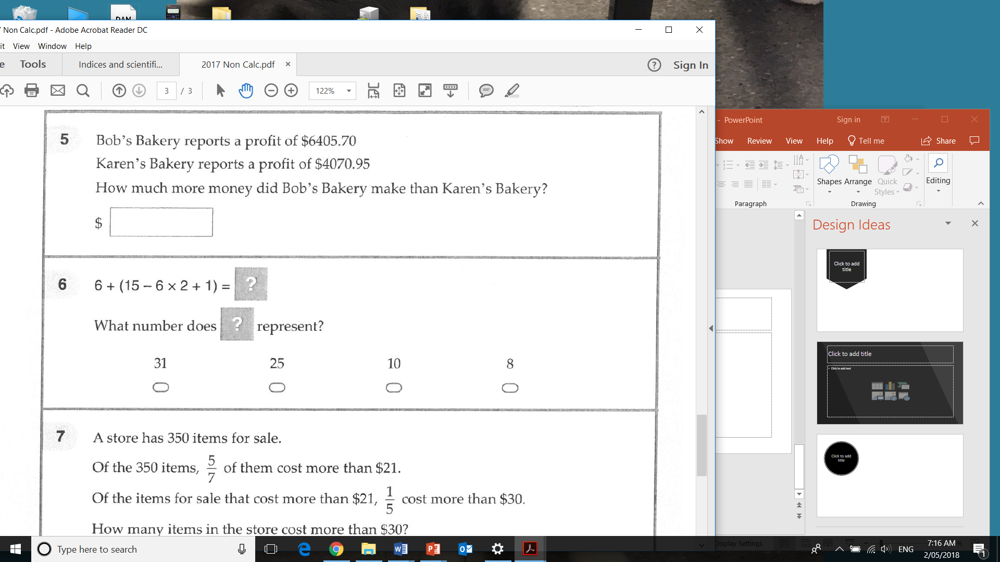 DAM
7 Non Calc.pdf - Adobe Acrobat Reader DC
it View Window Help
e Tools Indices and scientifi... 2017 Non Calc.pdf × ? Sign In
3 / 3 122%
5 Bob's Bakery reports a profit of $6405.70
Karen's Bakery reports a profit of $4070.95
How much more money did Bob's Bakery make than Karen's Bakery?
$
6 6 + (15 – 6 × 2 + 1) = ?
What number does ? represent?
31 25 10 8
7 A store has 350 items for sale.
Of the 350 items, 5/7 of them cost more than $21.
Of the items for sale that cost more than $21, 1/5 cost more than $30.
How many items in the store cost more than $30?
- PowerPoint Sign in
Show Review View Help Tell me Share
Shapes Arrange Quick Styles Editing
Paragraph Drawing
Design Ideas
Click to add title
Click to add title
• Click to add text
Click to add title
Display Settings
Type here to search
ENG 7:16 AM
2/05/2018
1